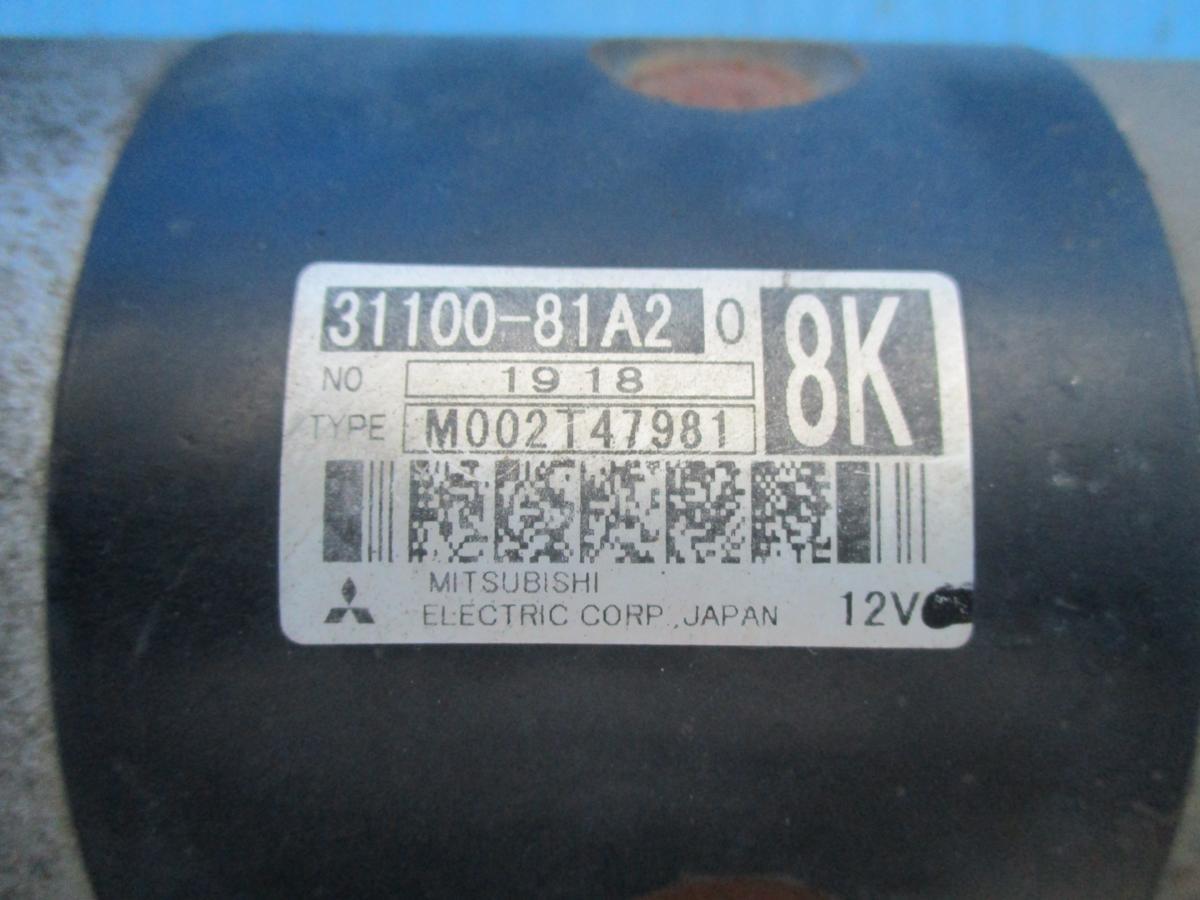 31100-81A2 0 8K
NO 1918
TYPE M002T47981
MITSUBISHI
ELECTRIC CORP.,JAPAN 12V